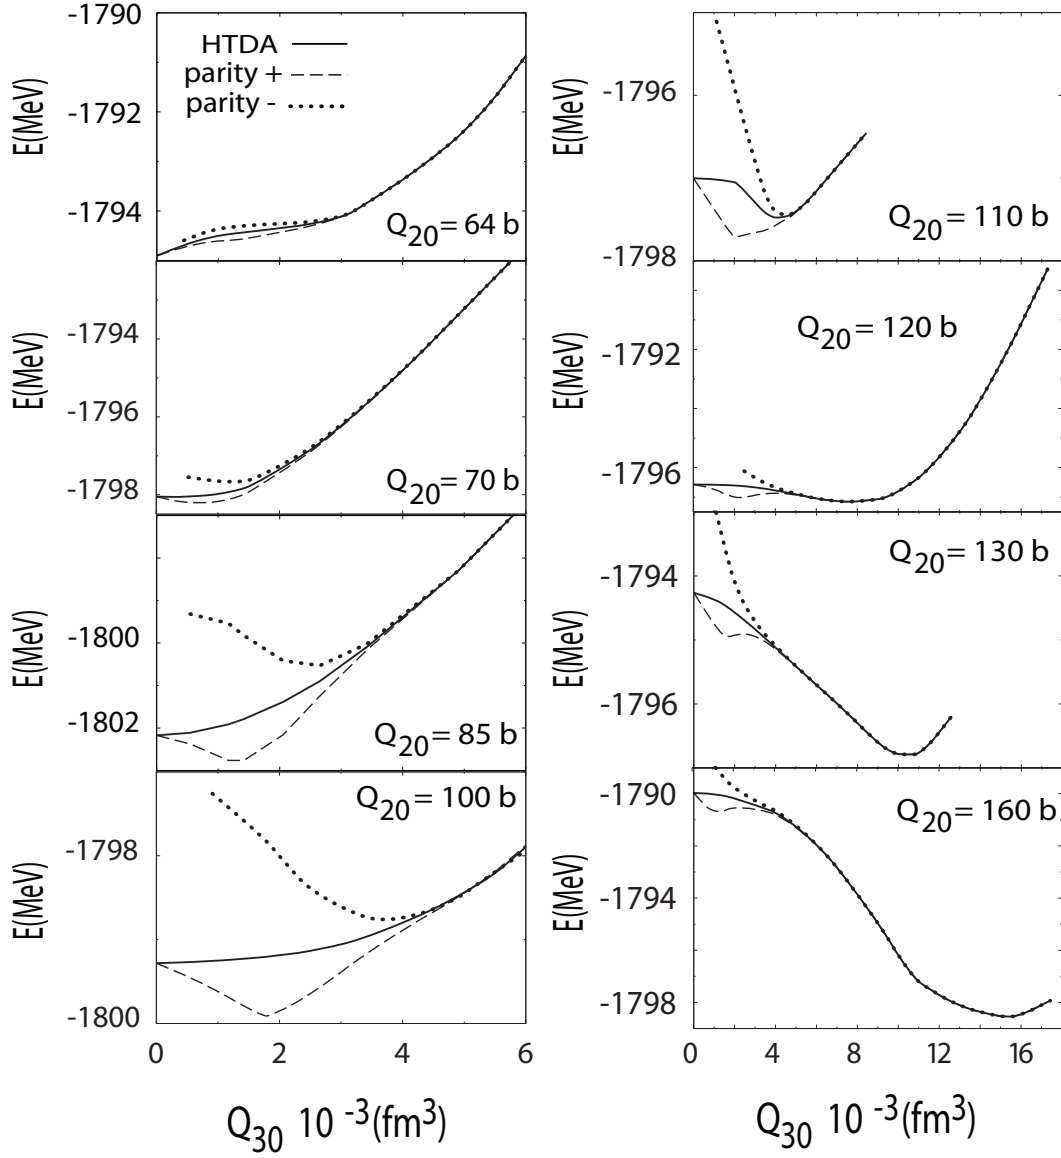 -1790
HTDA
parity +
parity -
-1792
E(MeV)
-1794
Q20 = 64 b
-1794
E(MeV)
-1796
-1798
Q20 = 70 b
-1800
E(MeV)
-1802
Q20 = 85 b
Q20 = 100 b
-1798
E(MeV)
-1800
0 2 4 6
Q30 10 -3 (fm3)
-1796
E(MeV)
Q20 = 110 b
-1798
Q20 = 120 b
-1792
E(MeV)
-1796
Q20 = 130 b
-1794
E(MeV)
-1796
-1790
Q20 = 160 b
E(MeV)
-1794
-1798
0 4 8 12 16
Q30 10 -3 (fm3)